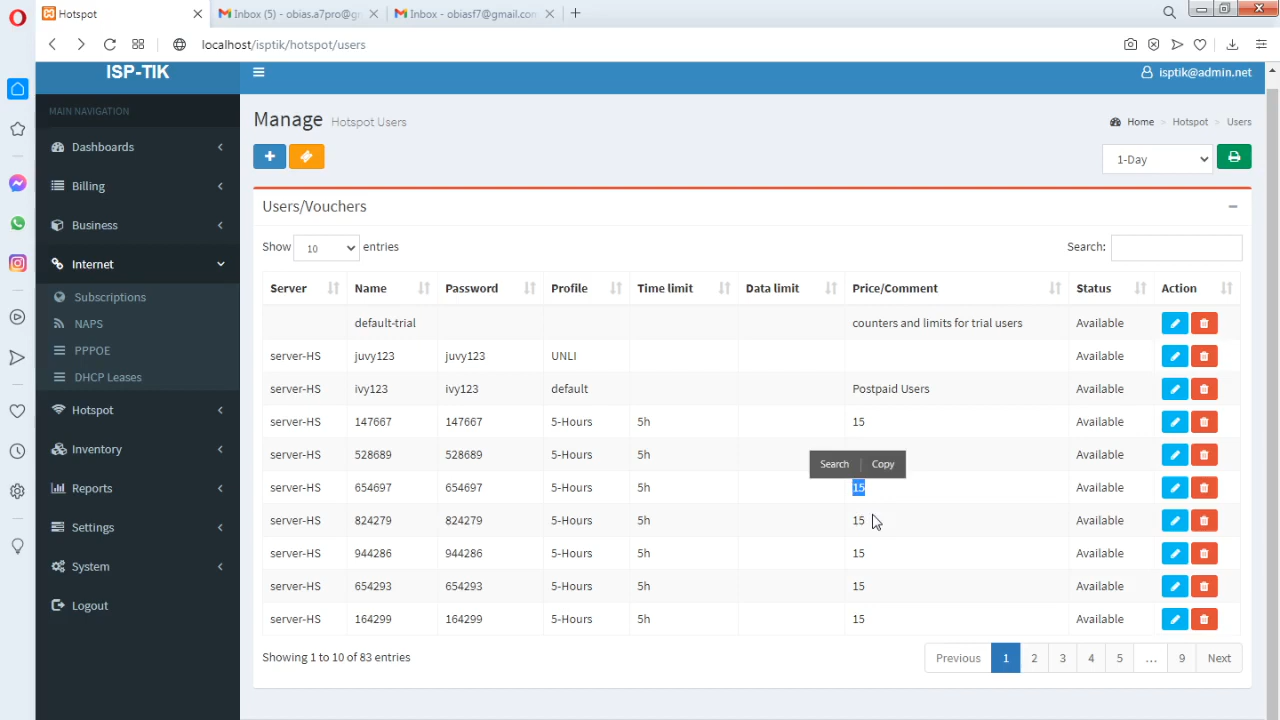 Hotspot
Inbox (5) - obias.a7pro@g
Inbox - obiasf7@gmail.con
localhost/isptik/hotspot/users
ISP-TIK
isptik@admin.net
MAIN NAVIGATION
Dashboards
Billing
Business
Internet
Subscriptions
NAPS
PPPOE
DHCP Leases
Hotspot
Inventory
Reports
Settings
System
Logout
Manage Hotspot Users
Home > Hotspot > Users
1-Day
Users/Vouchers
Show 10 entries
Search:
Server Name Password Profile Time limit Data limit Price/Comment Status Action
default-trial counters and limits for trial users Available
server-HS juvy123 juvy123 UNLI Available
server-HS ivy123 ivy123 default Postpaid Users Available
server-HS 147667 147667 5-Hours 5h 15 Available
server-HS 528689 528689 5-Hours 5h Available
Search Copy
server-HS 654697 654697 5-Hours 5h 15 Available
server-HS 824279 824279 5-Hours 5h 15 Available
server-HS 944286 944286 5-Hours 5h 15 Available
server-HS 654293 654293 5-Hours 5h 15 Available
server-HS 164299 164299 5-Hours 5h 15 Available
Showing 1 to 10 of 83 entries
Previous 1 2 3 4 5 ... 9 Next